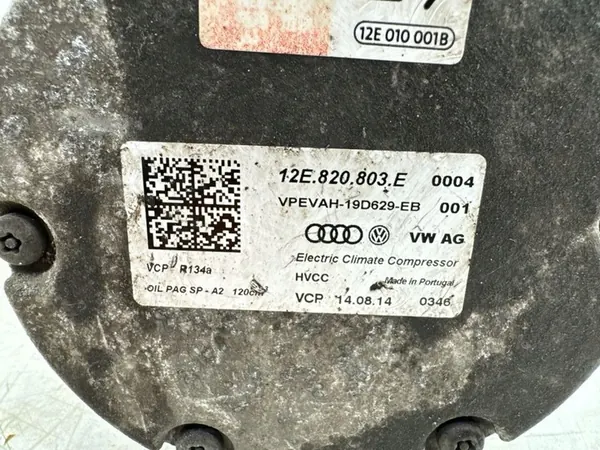 12E 010 001B
12E.820.803.E 0004
VPEVAH-19D629-EB 001
VW AG
Electric Climate Compressor
VCP R134a
HVCC Made in Portugal
OIL PAG SP - A2 120cm³
VCP 14.08.14 0346